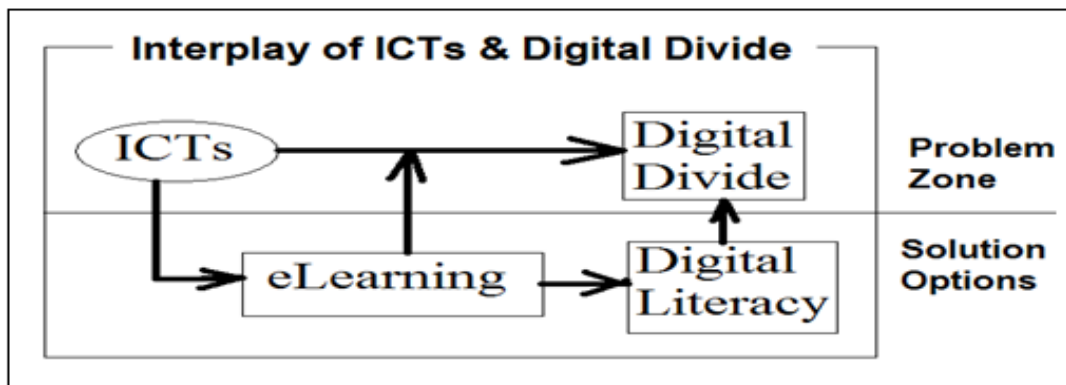 Interplay of ICTs & Digital Divide
ICTs
Digital
Divide
Problem
Zone
eLearning
Digital
Literacy
Solution
Options